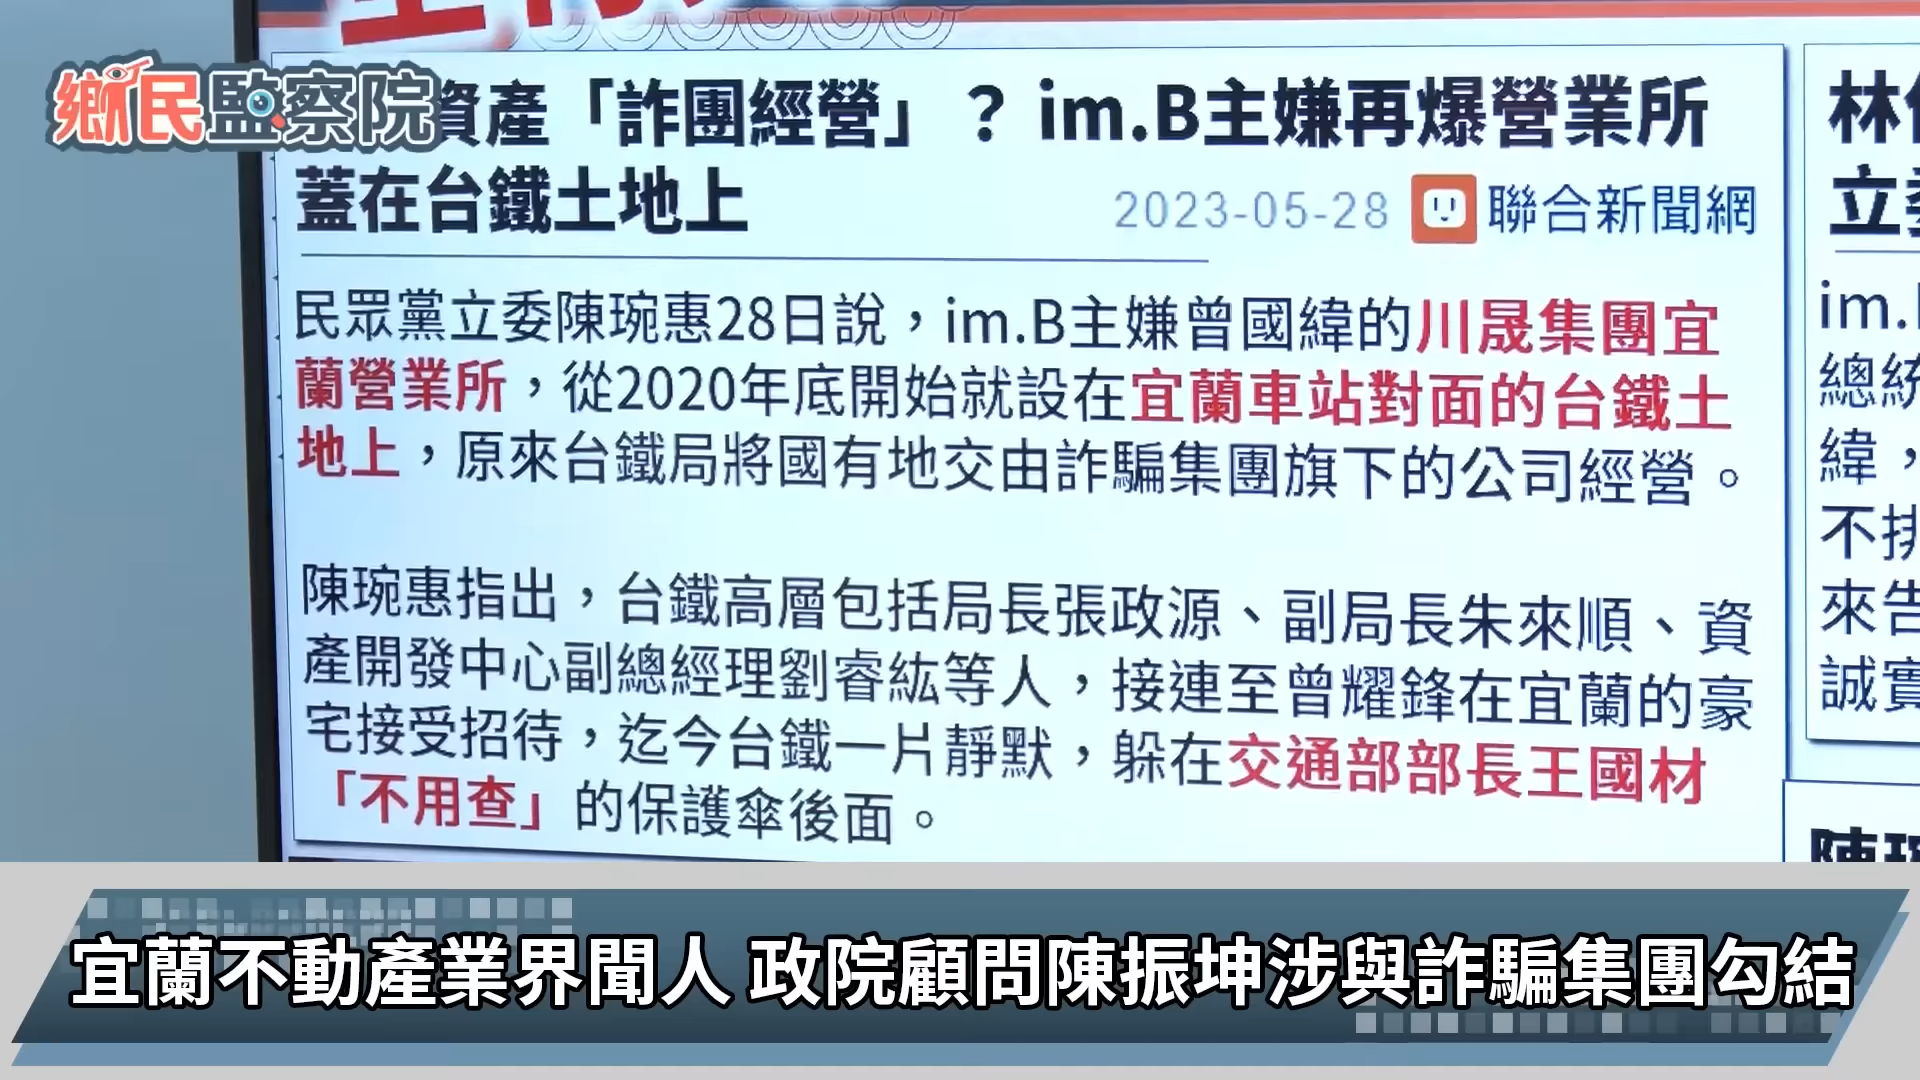 鄉民監察院
資產「詐團經營」？im.B主嫌再爆營業所
蓋在台鐵土地上
2023-05-28 聯合新聞網
民眾黨立委陳琬惠28日說，im.B主嫌曾國緯的川晟集團宜
蘭營業所，從2020年底開始就設在宜蘭車站對面的台鐵土
地上，原來台鐵局將國有地交由詐騙集團旗下的公司經營。
陳琬惠指出，台鐵高層包括局長張政源、副局長朱來順、資
產開發中心副總經理劉睿紘等人，接連至曾耀鋒在宜蘭的豪
宅接受招待，迄今台鐵一片靜默，躲在交通部部長王國材
「不用查」的保護傘後面。
林
立
im.
總統
緯，
不排
來告
誠實
陳琬
宜蘭不動產業界聞人 政院顧問陳振坤涉與詐騙集團勾結